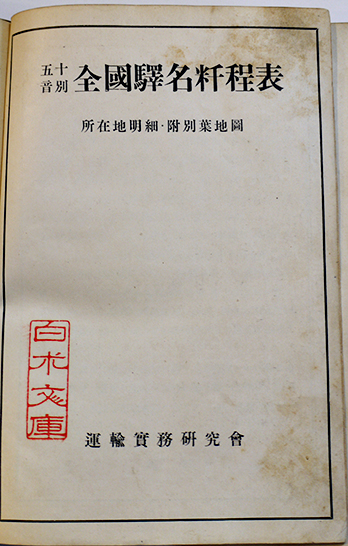 五十音別 全國驛名粁程表
所在地明細・附別葉地圖
白水文庫
運輸實務研究會